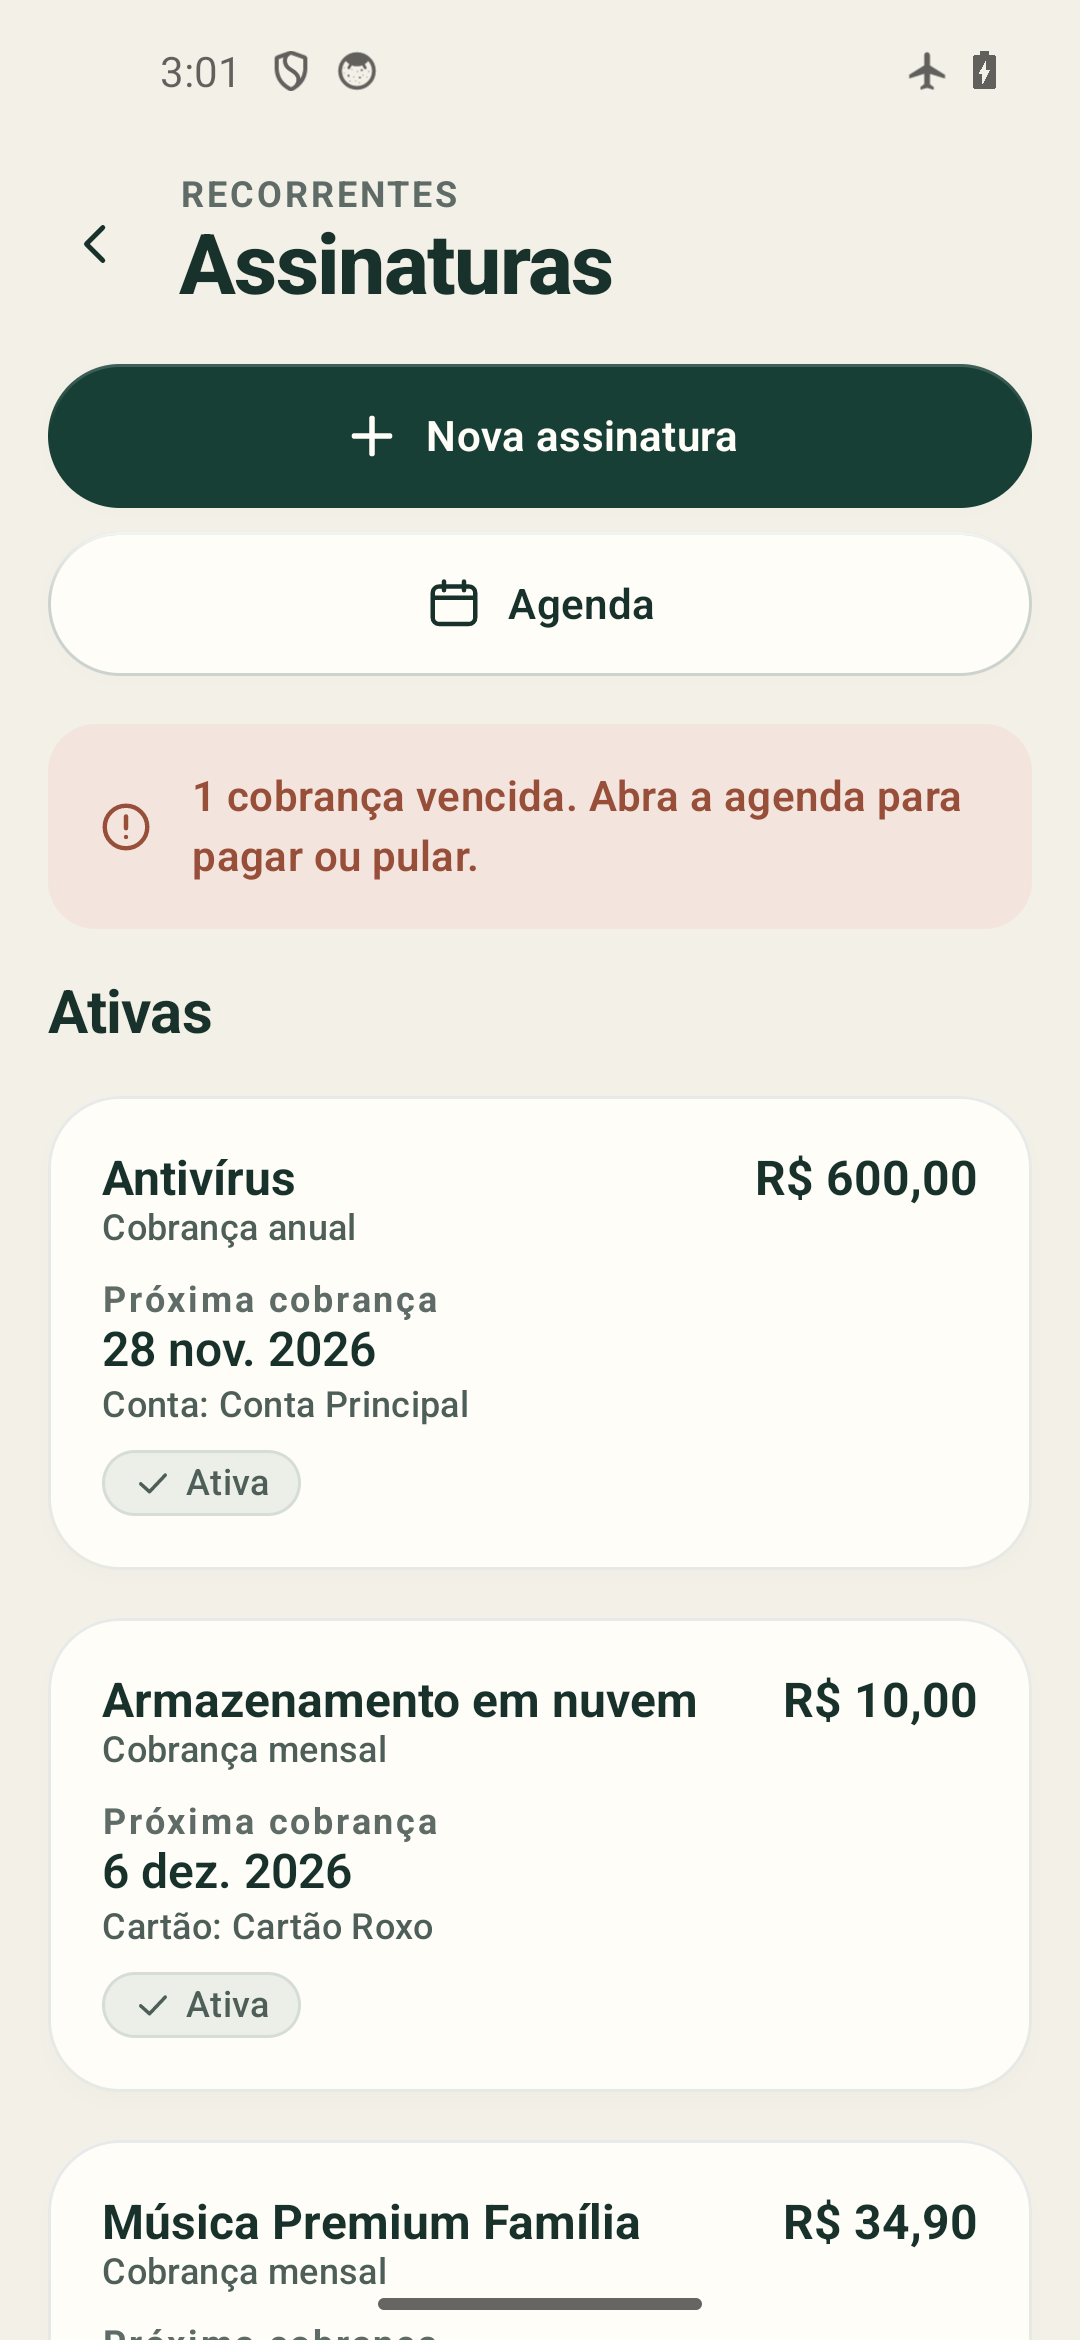 3:01
RECORRENTES
Assinaturas
Nova assinatura
Agenda
1 cobrança vencida. Abra a agenda para
pagar ou pular.
Ativas
Antivírus R$ 600,00
Cobrança anual
Próxima cobrança
28 nov. 2026
Conta: Conta Principal
Ativa
Armazenamento em nuvem R$ 10,00
Cobrança mensal
Próxima cobrança
6 dez. 2026
Cartão: Cartão Roxo
Ativa
Música Premium Família R$ 34,90
Cobrança mensal
Próxima cobrança